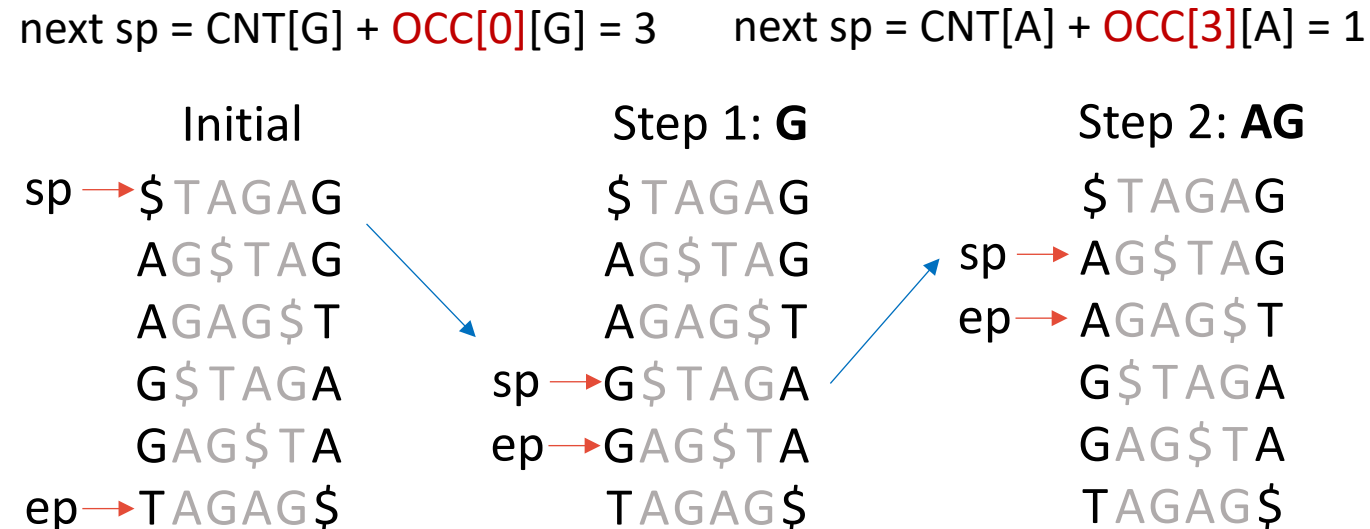 next sp = CNT[G] + OCC[0][G] = 3
next sp = CNT[A] + OCC[3][A] = 1
Initial
sp $TAGAG
AG$TAG
AGAG$T
G$TAGA
GAG$TA
ep TAGAG$
Step 1: G
$TAGAG
AG$TAG
AGAG$T
sp G$TAGA
ep GAG$TA
TAGAG$
Step 2: AG
$TAGAG
sp AG$TAG
ep AGAG$T
G$TAGA
GAG$TA
TAGAG$